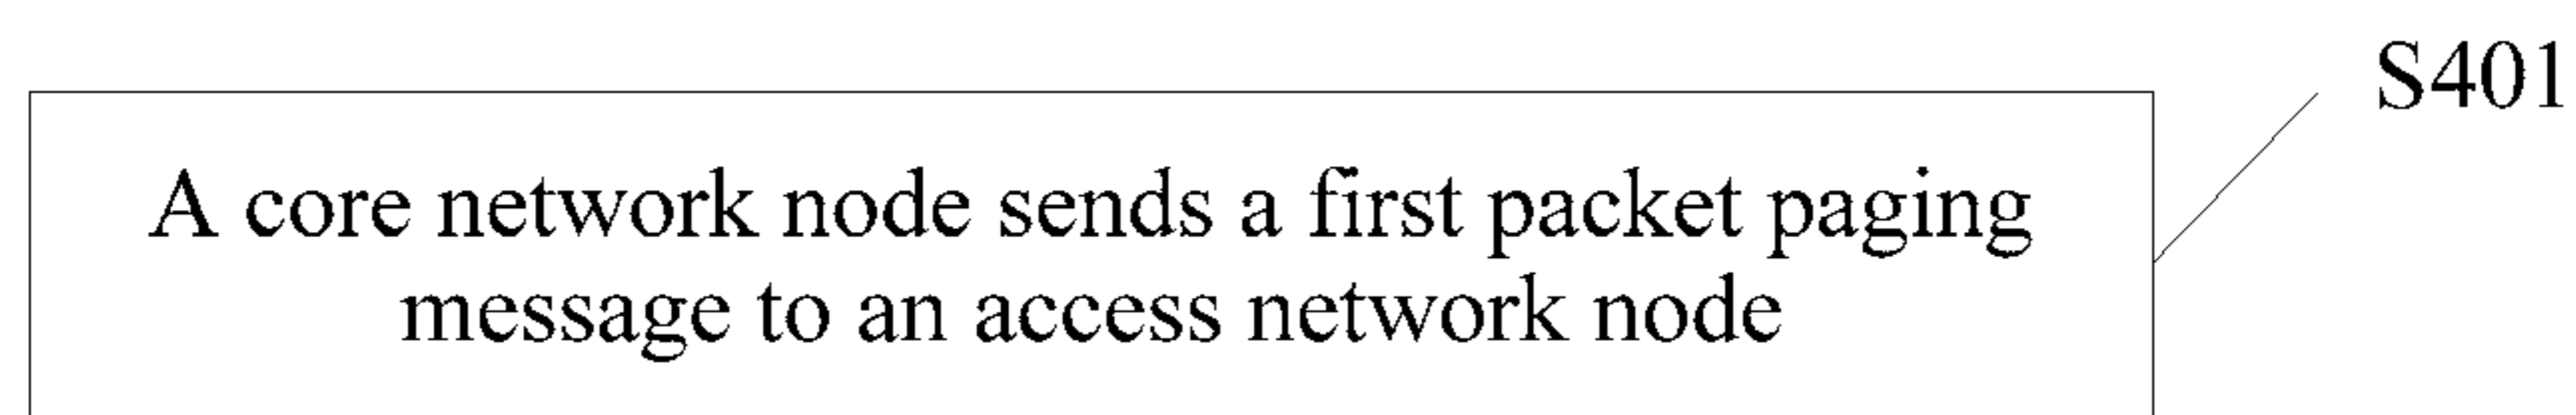 S401
A core network node sends a first packet paging
message to an access network node